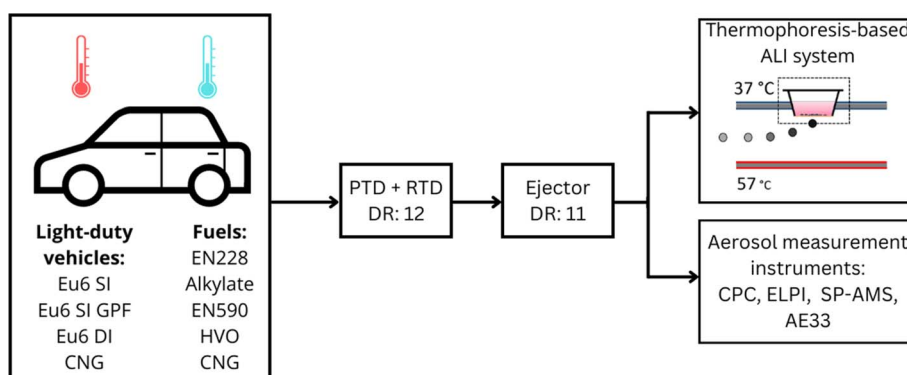 Light-duty
vehicles:
Eu6 SI
Eu6 SI GPF
Eu6 DI
CNG
Fuels:
EN228
Alkylate
EN590
HVO
CNG
PTD + RTD
DR: 12
Ejector
DR: 11
Thermophoresis-based
ALI system
37 °C
57 °C
Aerosol measurement
instruments:
CPC, ELPI, SP-AMS,
AE33